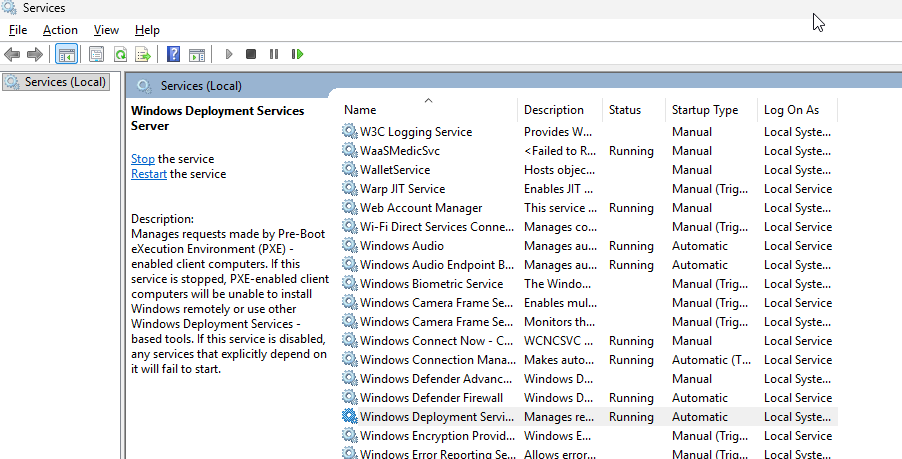 Services
File Action View Help
Services (Local)
Services (Local)
Windows Deployment Services
Server
Stop the service
Restart the service
Description:
Manages requests made by Pre-Boot
eXecution Environment (PXE) -
enabled client computers. If this
service is stopped, PXE-enabled client
computers will be unable to install
Windows remotely or use other
Windows Deployment Services -
based tools. If this service is disabled,
any services that explicitly depend on
it will fail to start.
Name Description Status Startup Type Log On As
W3C Logging Service Provides W... Manual Local Syste...
WaaSMedicSvc <Failed to R... Running Manual Local Syste...
WalletService Hosts objec... Manual Local Syste...
Warp JIT Service Enables JIT ... Manual (Trig... Local Service
Web Account Manager This service ... Running Manual Local Syste...
Wi-Fi Direct Services Conne... Manages co... Manual (Trig... Local Service
Windows Audio Manages au... Running Automatic Local Service
Windows Audio Endpoint B... Manages au... Running Automatic Local Syste...
Windows Biometric Service The Windo... Manual (Trig... Local Syste...
Windows Camera Frame Se... Enables mul... Manual (Trig... Local Service
Windows Camera Frame Se... Monitors th... Manual (Trig... Local Syste...
Windows Connect Now - C... WCNCSVC ... Running Manual Local Service
Windows Connection Mana... Makes auto... Running Automatic (T... Local Service
Windows Defender Advanc... Windows D... Manual Local Syste...
Windows Defender Firewall Windows D... Running Automatic Local Service
Windows Deployment Servi... Manages re... Running Automatic Local Syste...
Windows Encryption Provid... Windows E... Manual (Trig... Local Service
Windows Error Reporting Se... Allows error... Manual (Trig... Local Syste...